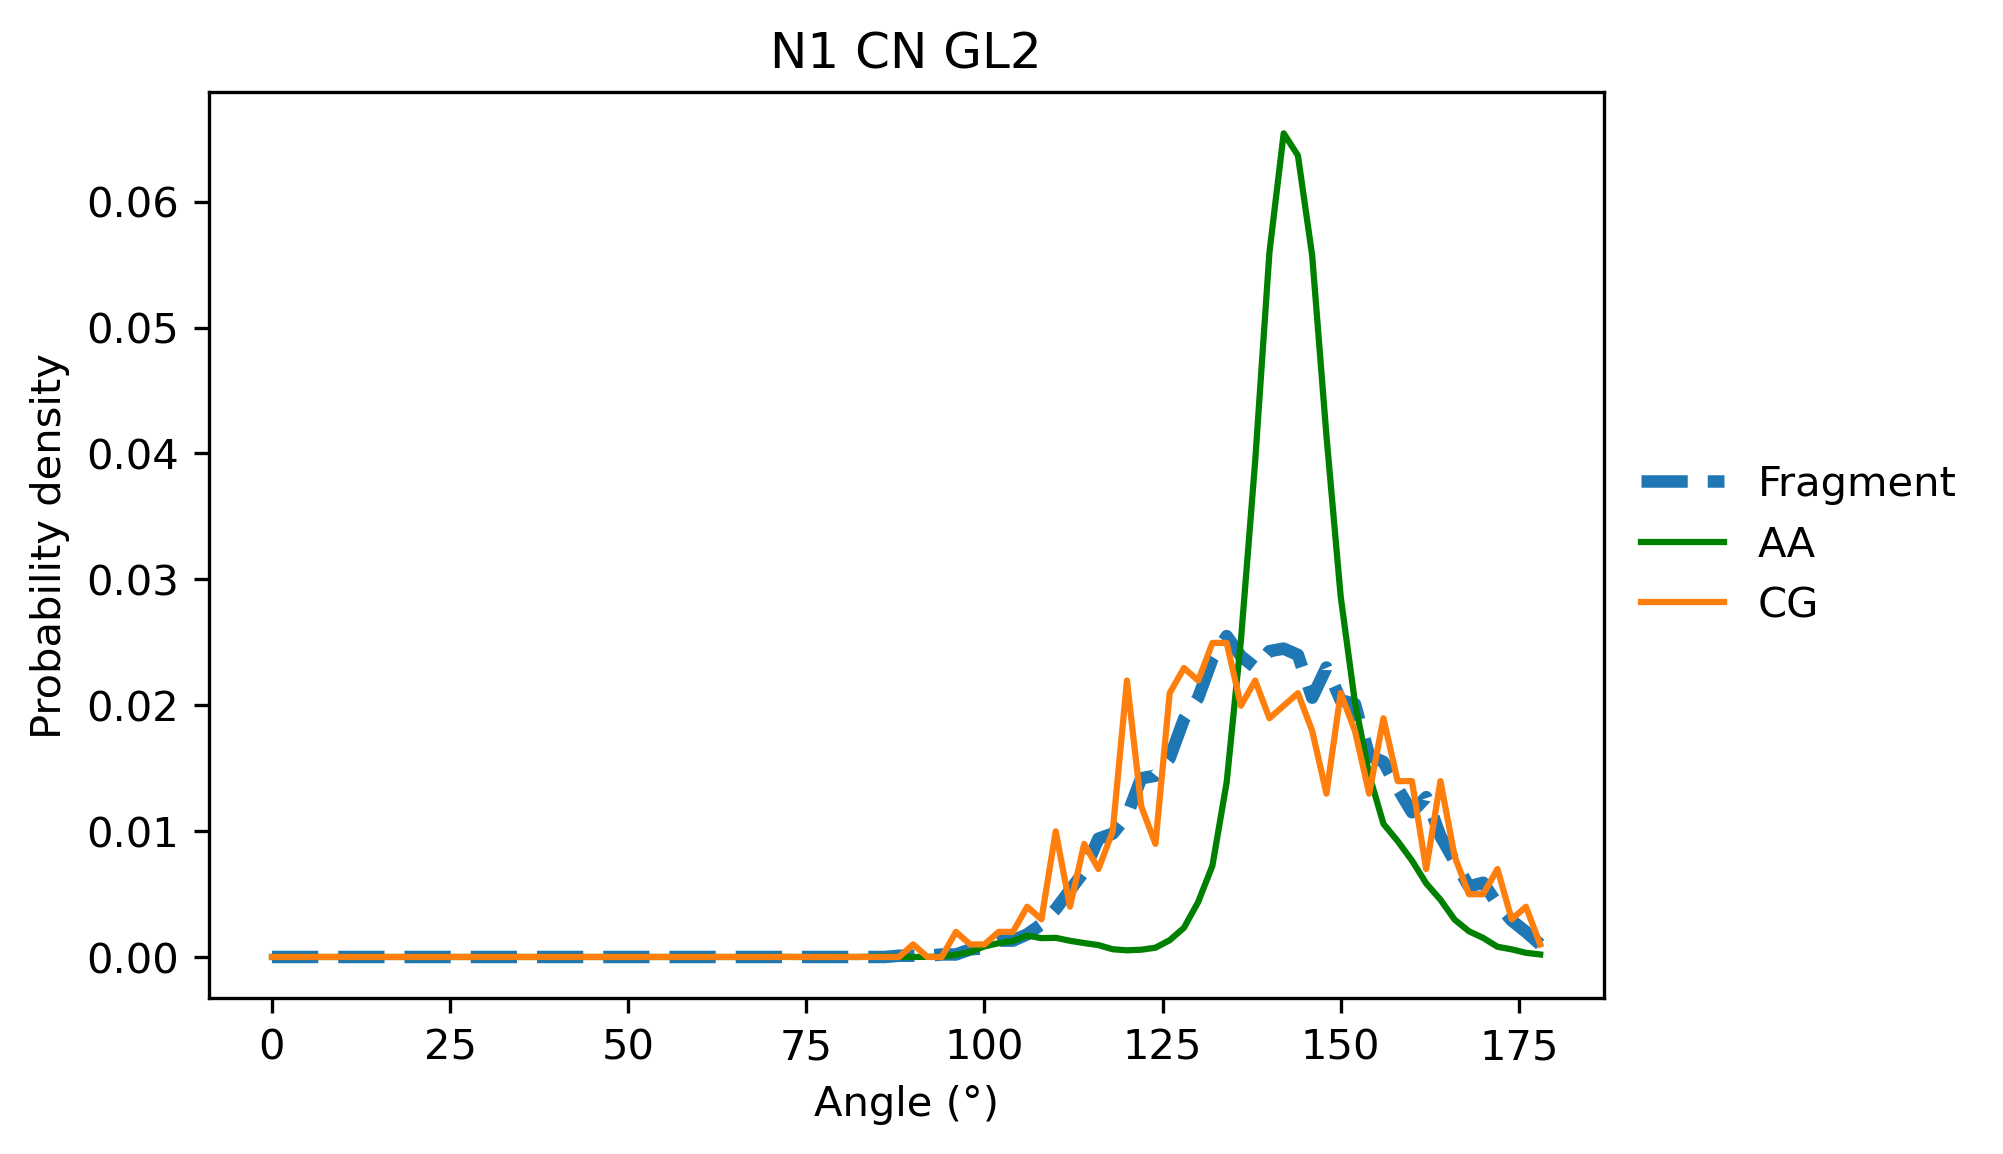 N1 CN GL2
Probability density
0.06
0.05
0.04
0.03
0.02
0.01
0.00
0 25 50 75 100 125 150 175
Angle (°)
Fragment
AA
CG